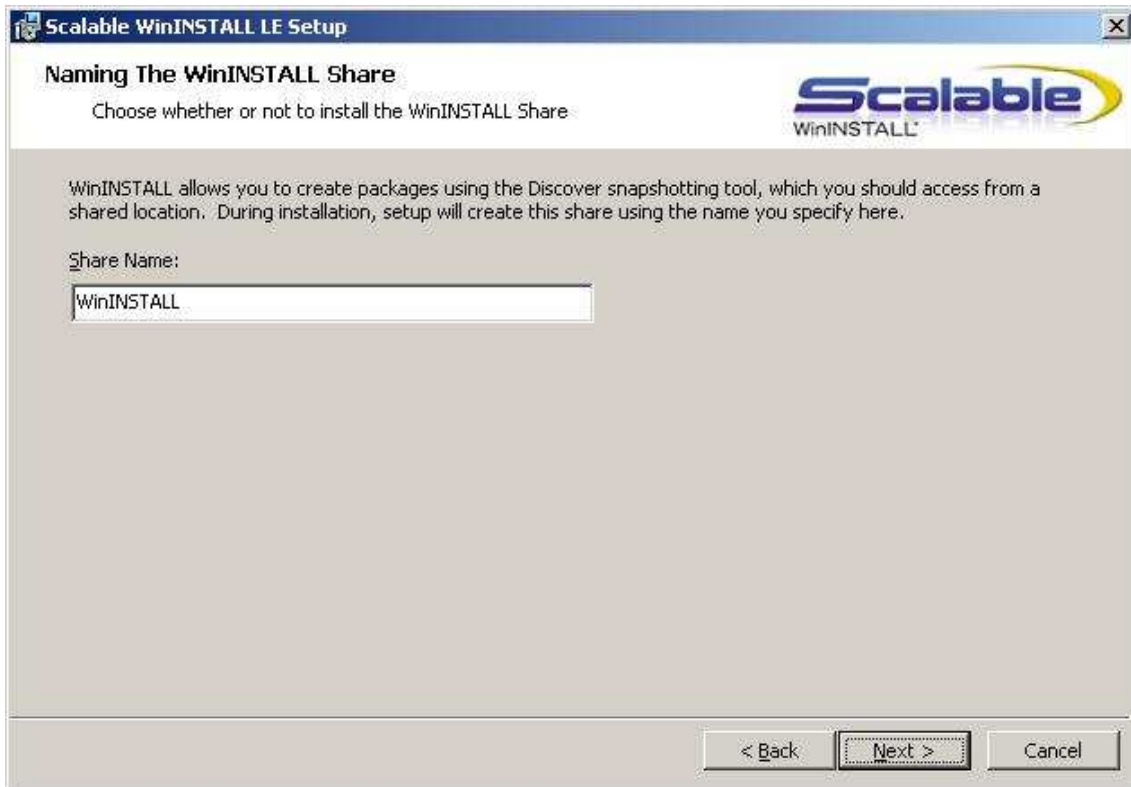 Scalable WinINSTALL LE Setup
Naming The WinINSTALL Share
Choose whether or not to install the WinINSTALL Share
Scalable
WinINSTALL
WinINSTALL allows you to create packages using the Discover snapshotting tool, which you should access from a
shared location. During installation, setup will create this share using the name you specify here.
Share Name:
WinINSTALL
< Back
Next >
Cancel